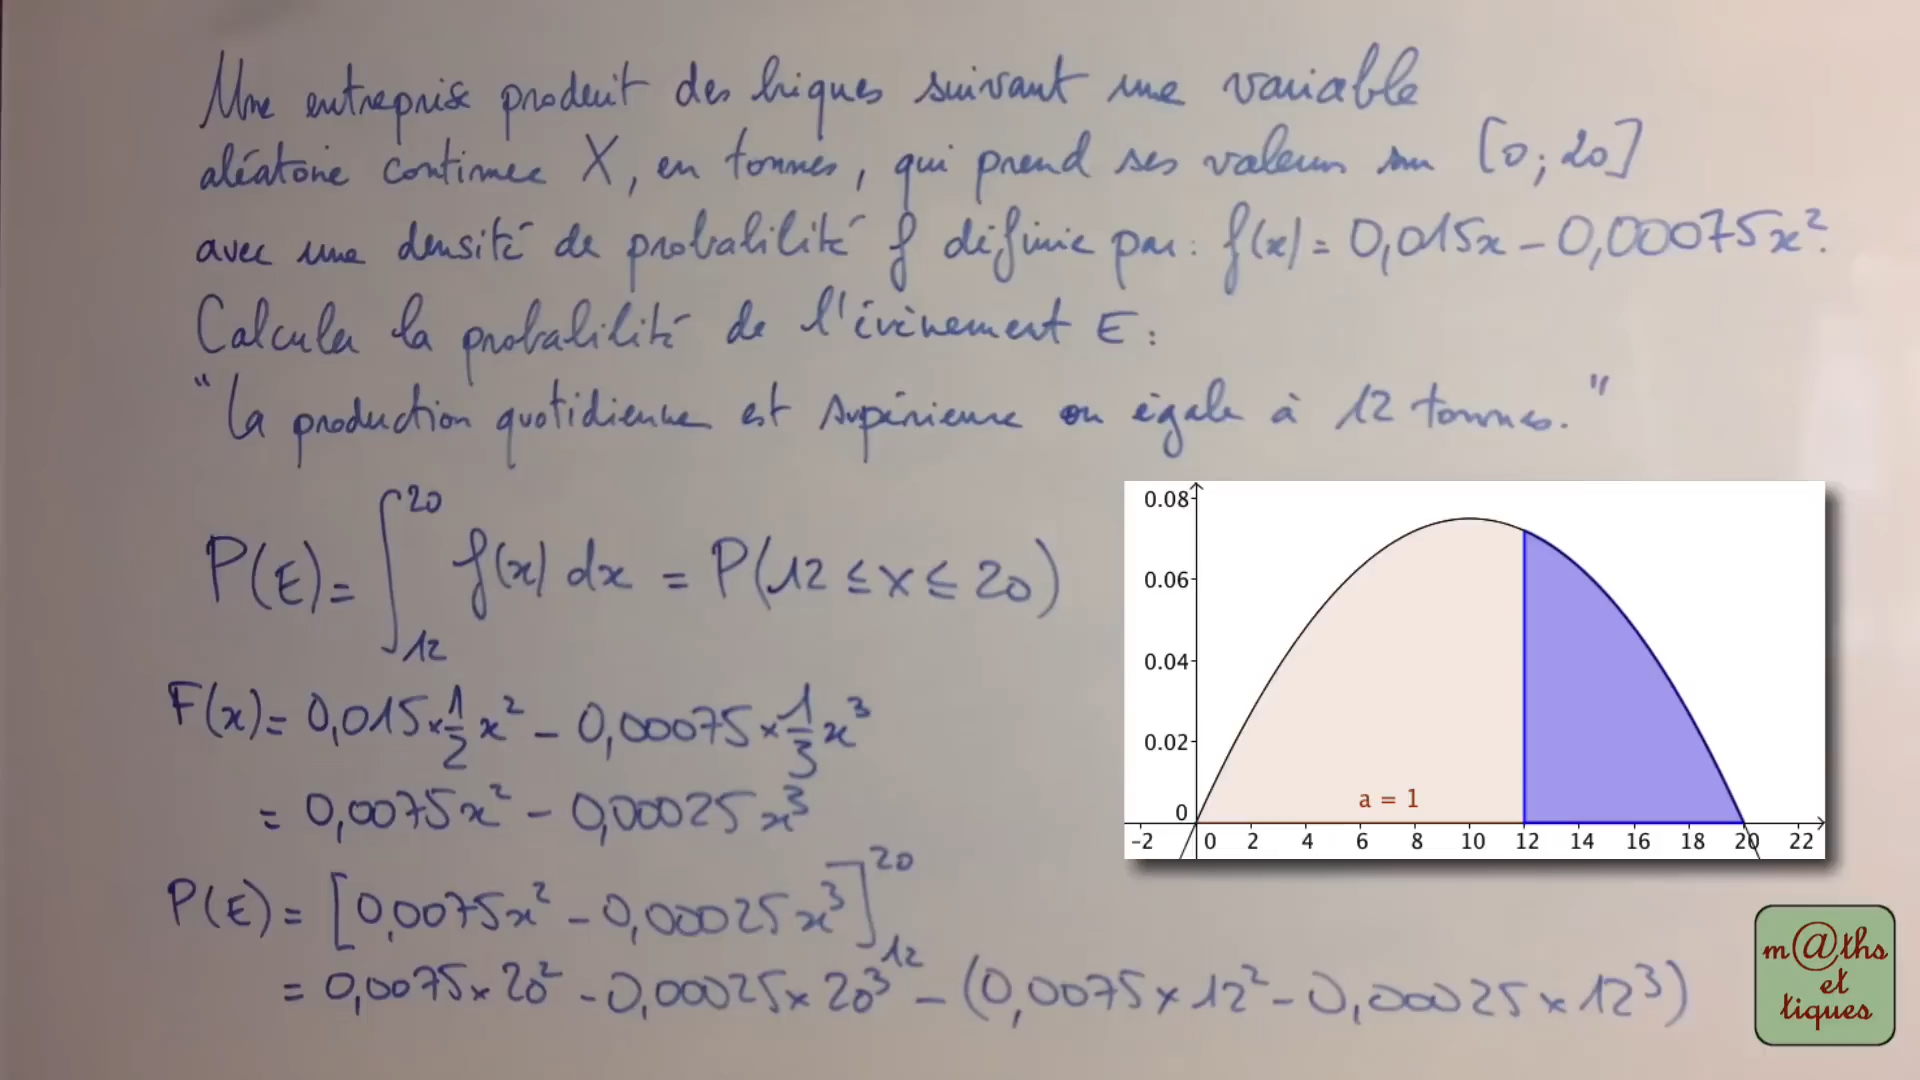 Une entreprise produit des briques suivant une variable
aléatoire continue X, en tonnes, qui prend ses valeurs sur [0; 20]
avec une densité de probabilité f définie par : f(x) = 0,015x - 0,00075x².
Calculer la probabilité de l'évènement E :
"La production quotidienne est supérieure ou égale à 12 tonnes."
P(E) = ∫₁₂²⁰ f(x) dx = P(12 ≤ X ≤ 20)
F(x) = 0,015 × 1/2 x² - 0,00075 × 1/3 x³
= 0,0075x² - 0,00025x³
P(E) = [0,0075x² - 0,00025x³]₁₂²⁰
= 0,0075 × 20² - 0,00025 × 20³ - (0,0075 × 12² - 0,00025 × 12³)
0.08
0.06
0.04
0.02
0
a = 1
-2 0 2 4 6 8 10 12 14 16 18 20 22
m@ths
et
tiques